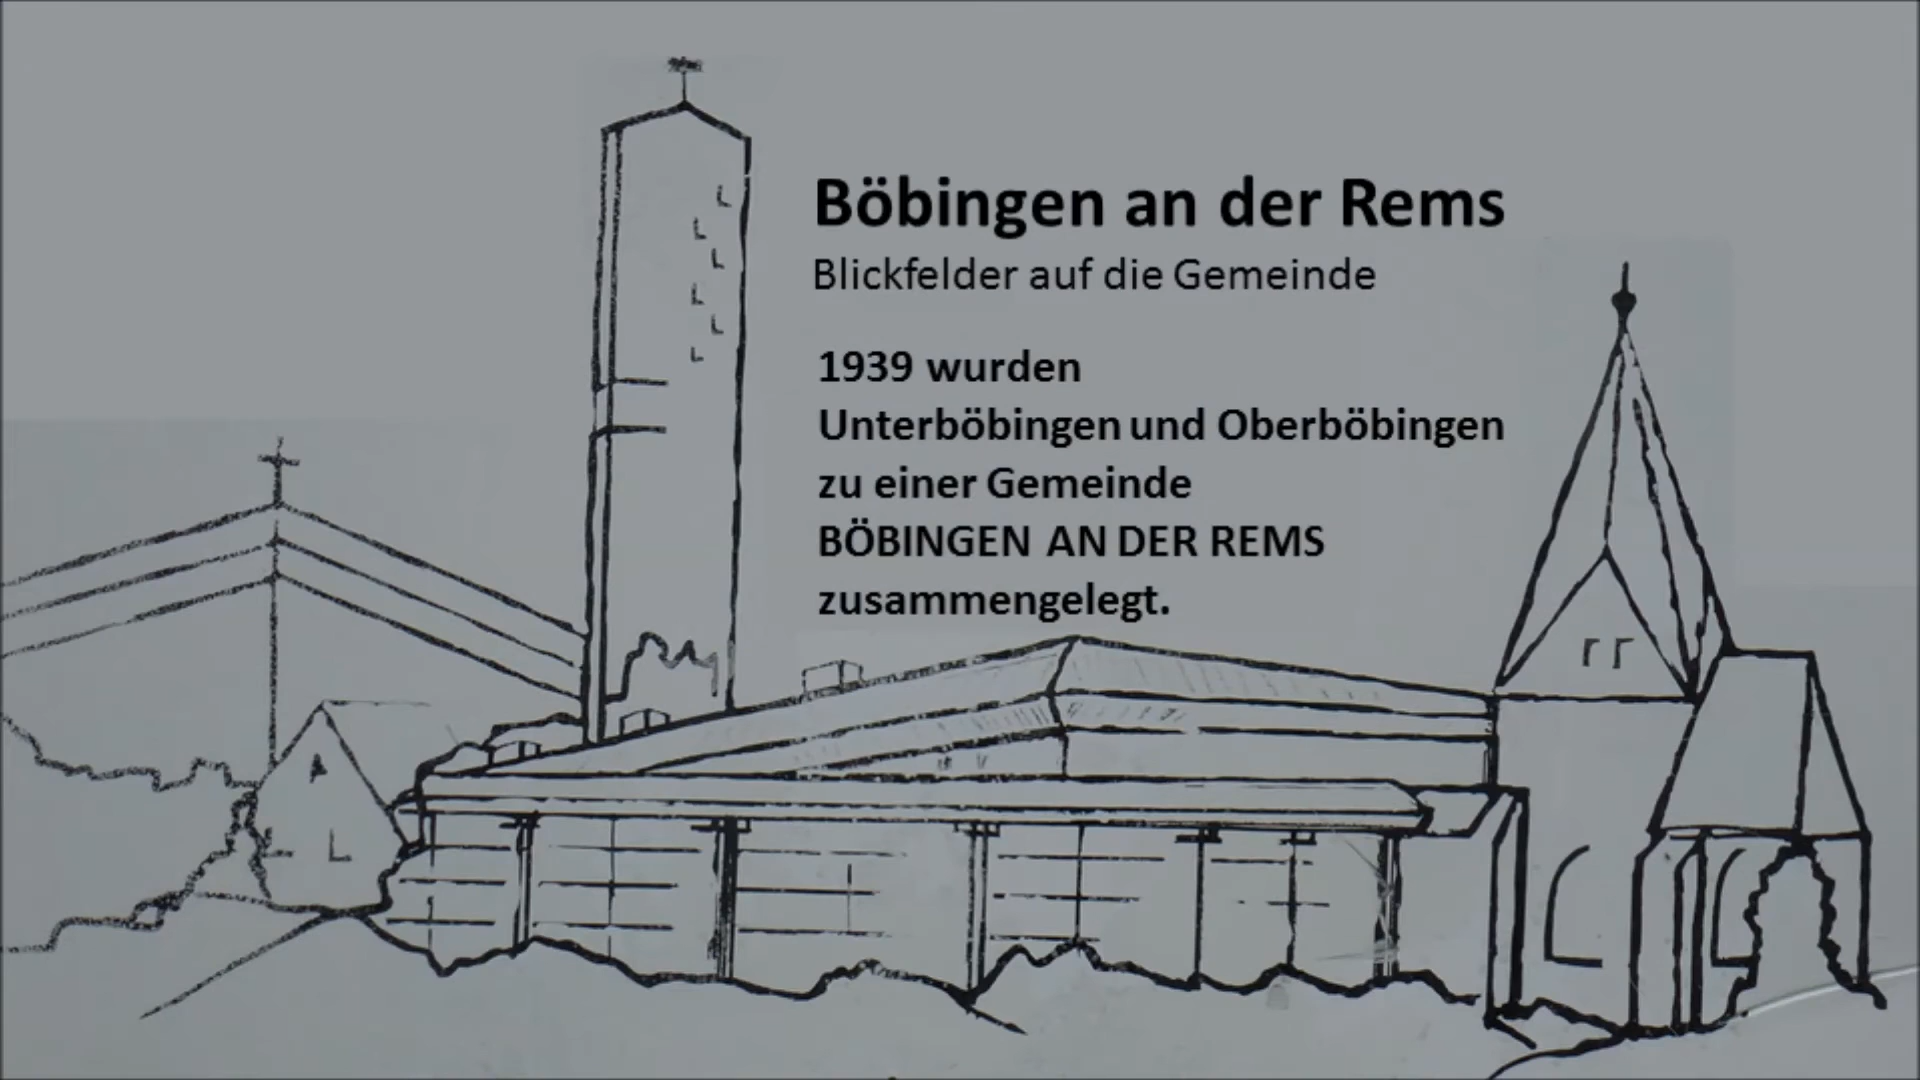 Böbingen an der Rems
Blickfelder auf die Gemeinde
1939 wurden
Unterböbingen und Oberböbingen
zu einer Gemeinde
BÖBINGEN AN DER REMS
zusammengelegt.